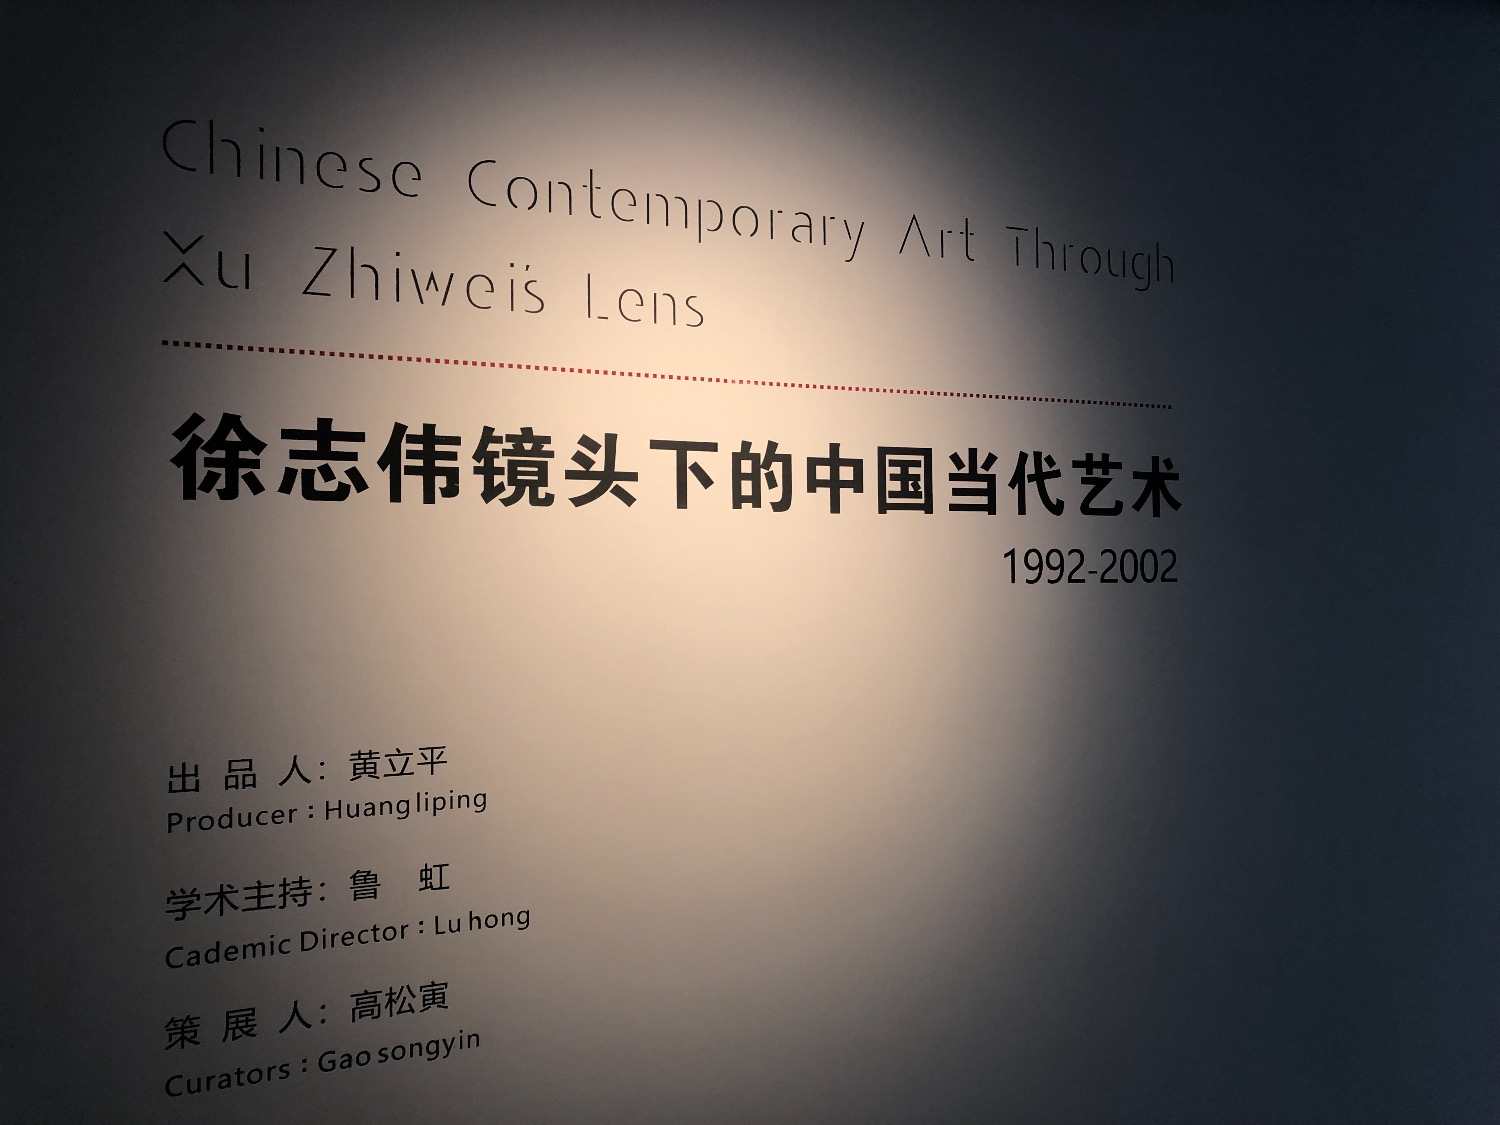 Chinese Contemporary Art Through
Xu Zhiwei's Lens
徐志伟镜头下的中国当代艺术
1992-2002
出 品 人：黄立平
Producer：Huang liping
学术主持：鲁 虹
Cademic Director：Lu hong
策 展 人：高松寅
Curators：Gao songyin